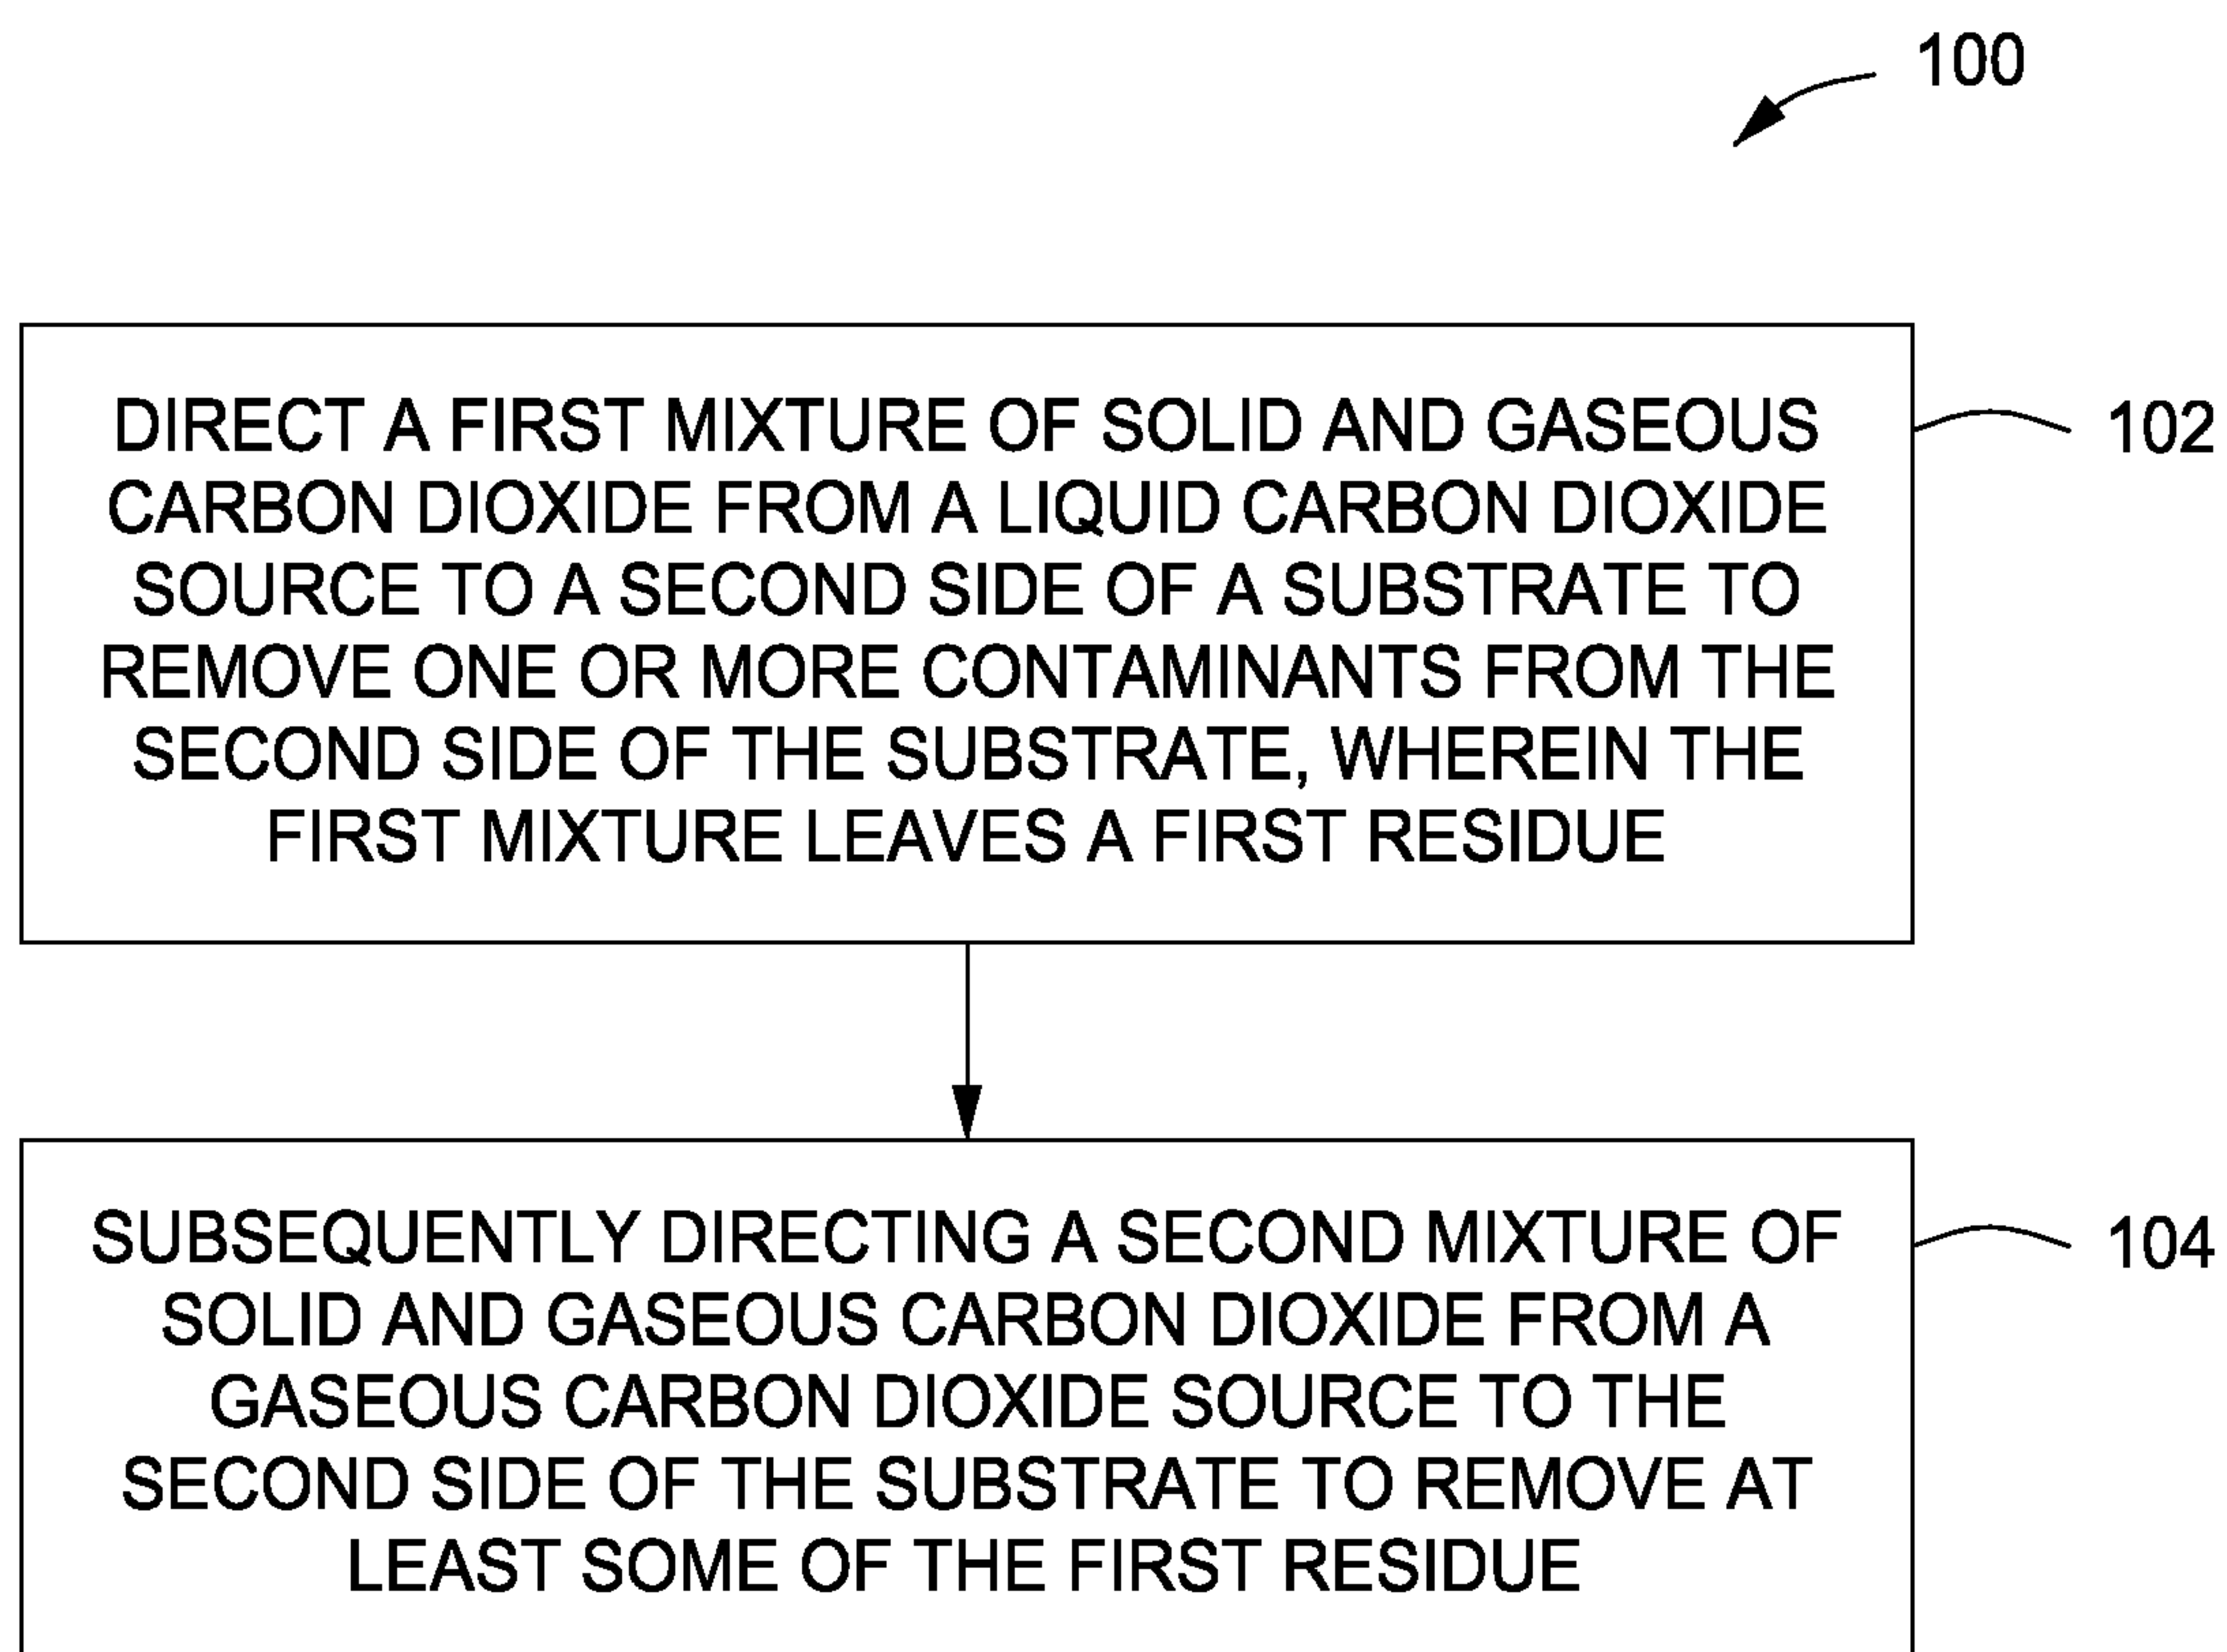 100
DIRECT A FIRST MIXTURE OF SOLID AND GASEOUS
CARBON DIOXIDE FROM A LIQUID CARBON DIOXIDE
SOURCE TO A SECOND SIDE OF A SUBSTRATE TO
REMOVE ONE OR MORE CONTAMINANTS FROM THE
SECOND SIDE OF THE SUBSTRATE, WHEREIN THE
FIRST MIXTURE LEAVES A FIRST RESIDUE
102
SUBSEQUENTLY DIRECTING A SECOND MIXTURE OF
SOLID AND GASEOUS CARBON DIOXIDE FROM A
GASEOUS CARBON DIOXIDE SOURCE TO THE
SECOND SIDE OF THE SUBSTRATE TO REMOVE AT
LEAST SOME OF THE FIRST RESIDUE
104